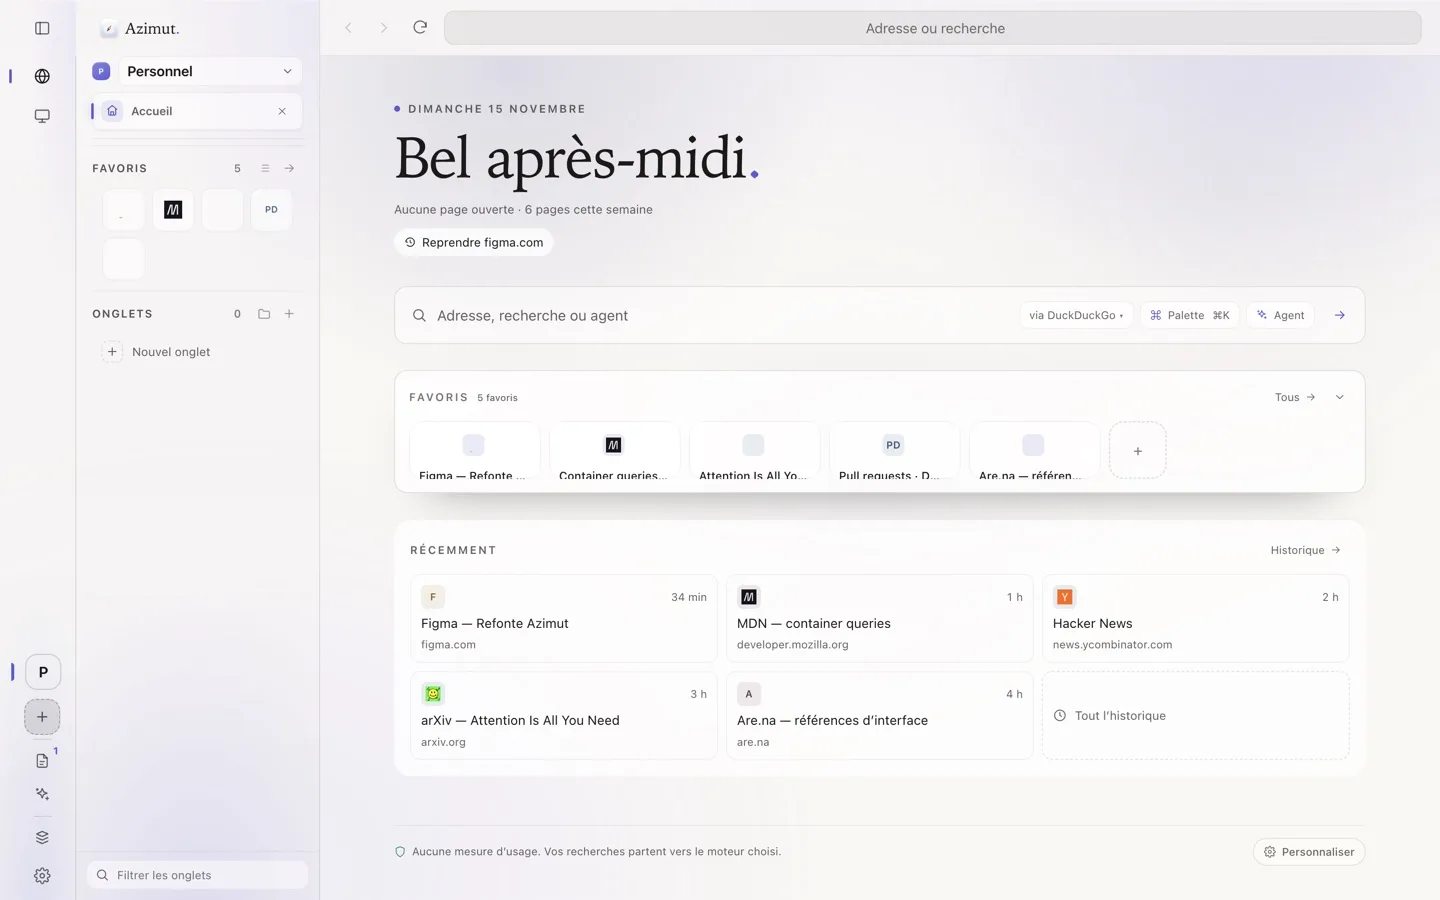 Azimut.
Adresse ou recherche
P Personnel
Accueil
FAVORIS 5
PD
ONGLETS 0
Nouvel onglet
P
1
Filtrer les onglets
DIMANCHE 15 NOVEMBRE
Bel après-midi.
Aucune page ouverte · 6 pages cette semaine
Reprendre figma.com
Adresse, recherche ou agent
via DuckDuckGo
Palette ⌘K
Agent
FAVORIS 5 favoris
Tous →
PD
Figma — Refonte ...
Container queries...
Attention Is All Yo...
Pull requests · D...
Are.na — référen...
RÉCEMMENT
Historique →
F 34 min
Figma — Refonte Azimut
figma.com
M 1 h
MDN — container queries
developer.mozilla.org
Y 2 h
Hacker News
news.ycombinator.com
3 h
arXiv — Attention Is All You Need
arxiv.org
A 4 h
Are.na — références d’interface
are.na
Tout l’historique
Aucune mesure d’usage. Vos recherches partent vers le moteur choisi.
Personnaliser